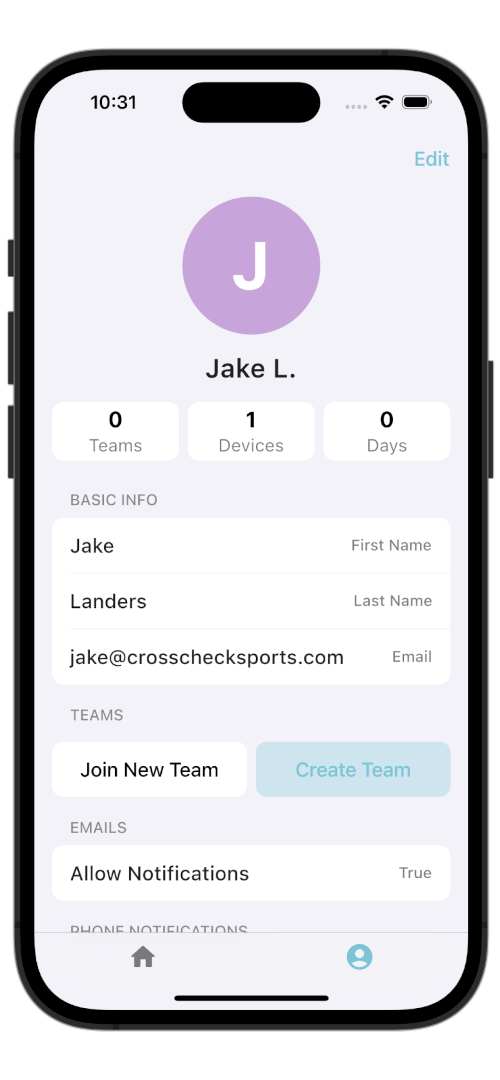 10:31
Edit
J
Jake L.
0 1 0
Teams Devices Days
BASIC INFO
Jake First Name
Landers Last Name
jake@crosschecksports.com Email
TEAMS
Join New Team Create Team
EMAILS
Allow Notifications True
PHONE NOTIFICATIONS